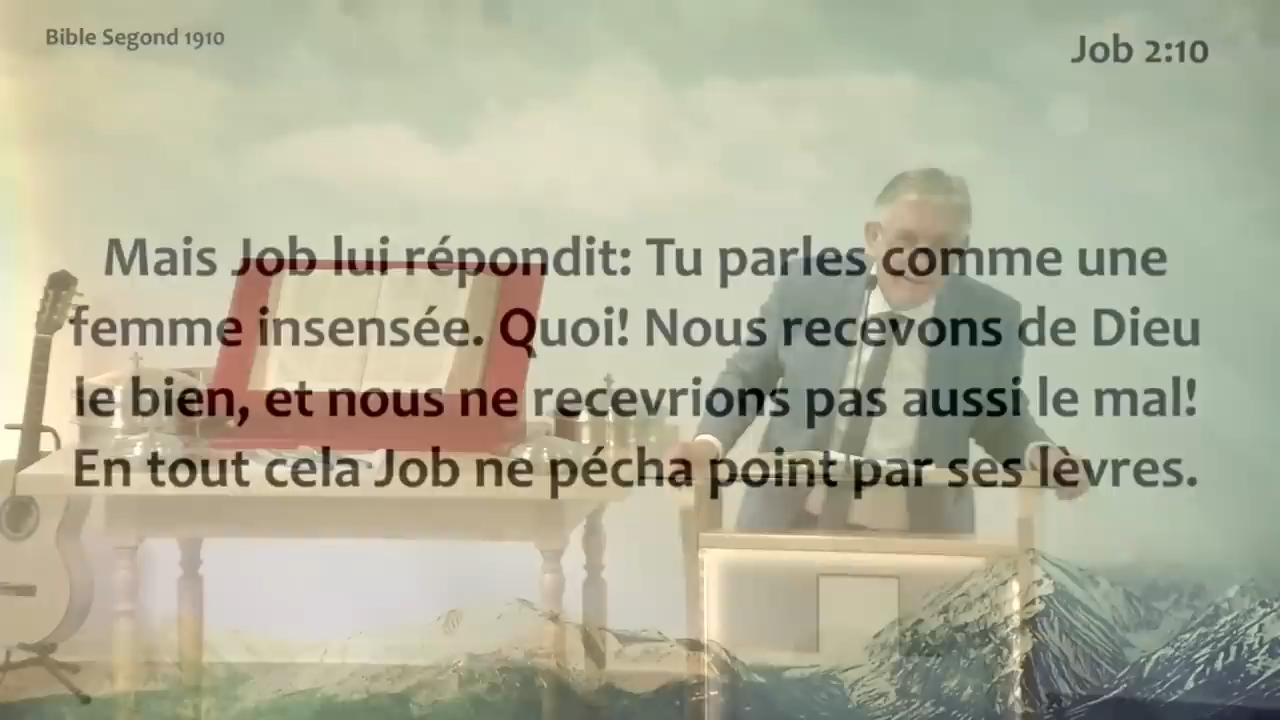 Bible Segond 1910
Job 2:10
Mais Job lui répondit: Tu parles comme une
femme insensée. Quoi! Nous recevons de Dieu
le bien, et nous ne recevrions pas aussi le mal!
En tout cela Job ne pécha point par ses lèvres.